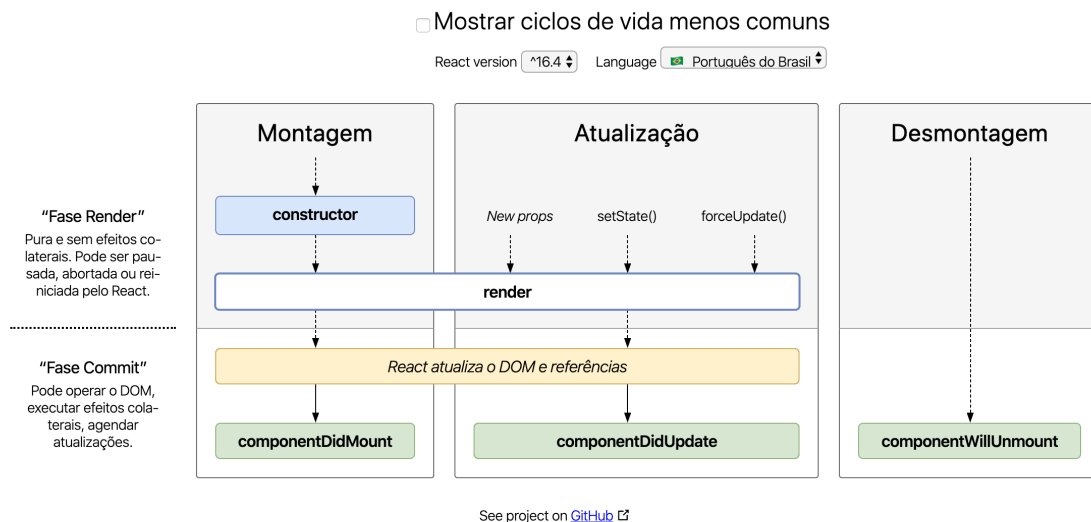 Mostrar ciclos de vida menos comuns
React version ^16.4 Language 🇧🇷 Português do Brasil
Montagem
Atualização
Desmontagem
“Fase Render”
Pura e sem efeitos co-
laterais. Pode ser pau-
sada, abortada ou rei-
niciada pelo React.
constructor
New props
setState()
forceUpdate()
render
“Fase Commit”
Pode operar o DOM,
executar efeitos cola-
terais, agendar
atualizações.
React atualiza o DOM e referências
componentDidMount
componentDidUpdate
componentWillUnmount
See project on GitHub